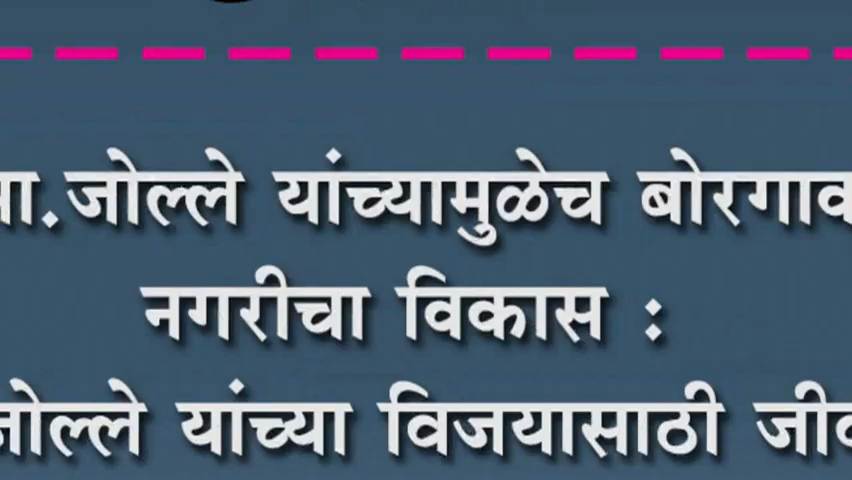 जोल्ले यांच्यामुळेच बोरगाव
नगरीचा विकास :
जोल्ले यांच्या विजयासाठी